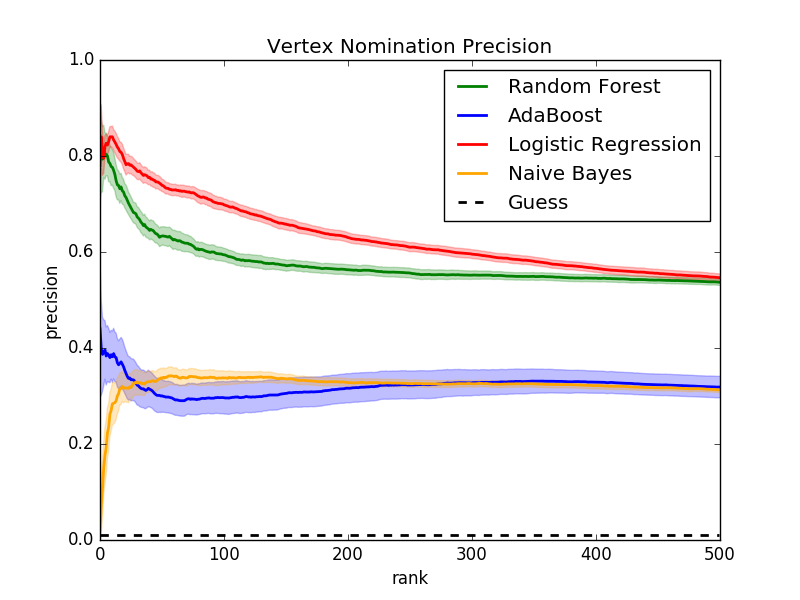 Vertex Nomination Precision
1.0
0.8
0.6
0.4
0.2
0.0
precision
Random Forest
AdaBoost
Logistic Regression
Naive Bayes
Guess
0 100 200 300 400 500
rank